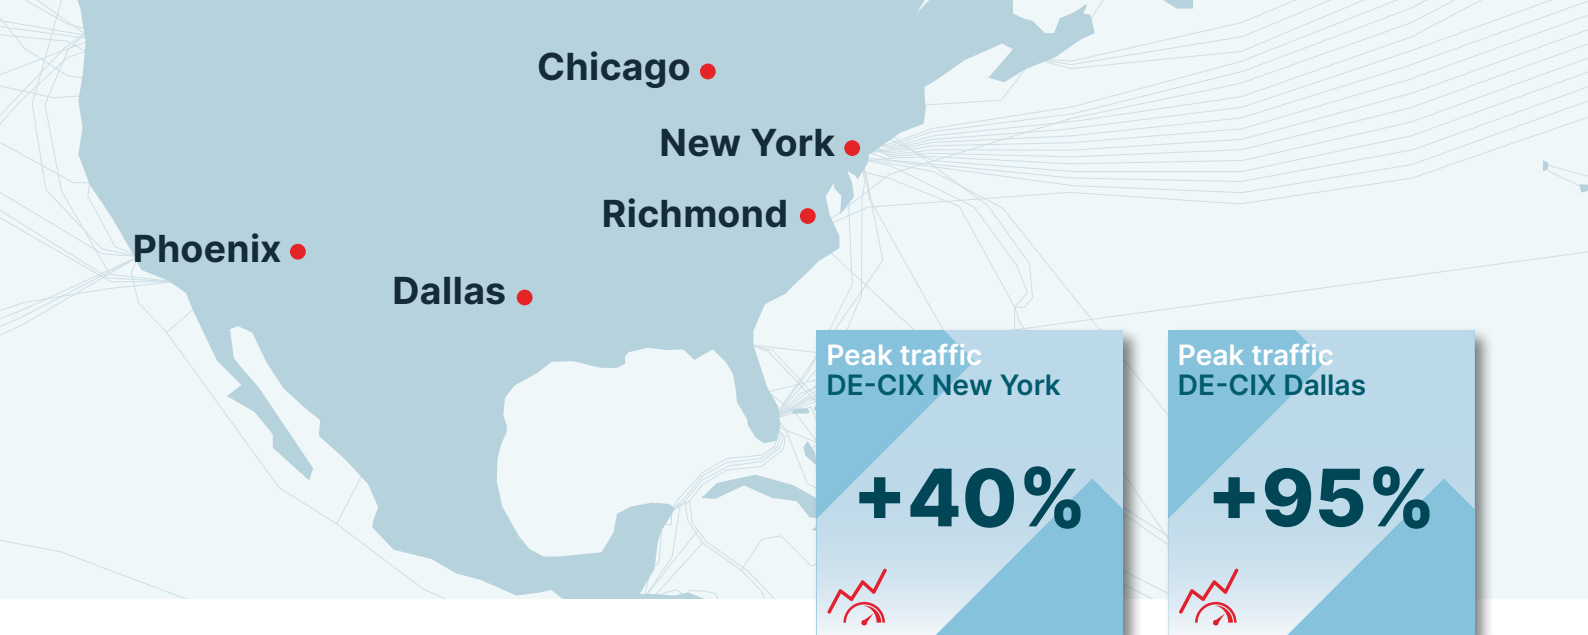 Chicago
New York
Richmond
Phoenix
Dallas
Peak traffic
DE-CIX New York
+40%
Peak traffic
DE-CIX Dallas
+95%